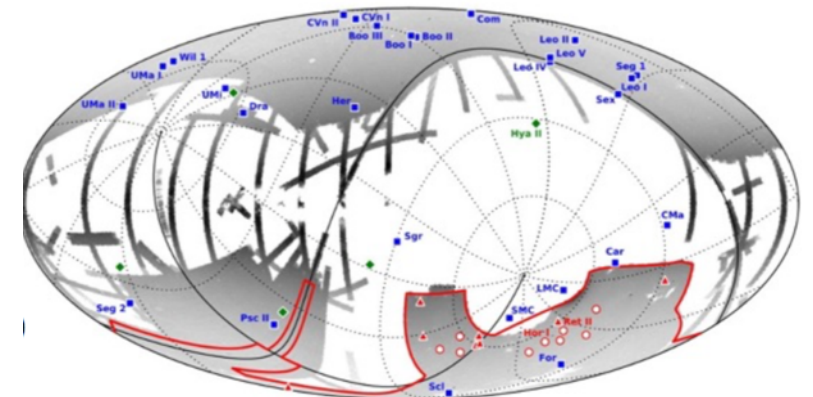 CVn II
CVn I
Com
Boo III
Boo I
Boo II
Leo II
Leo V
Leo IV
Wil 1
UMa I
Seg 1
Leo I
UMi
UMa II
Dra
Her
Sex
Hya II
CMa
Sgr
Car
LMC
Seg 2
Psc II
SMC
Hor I
Ret II
For
Scl